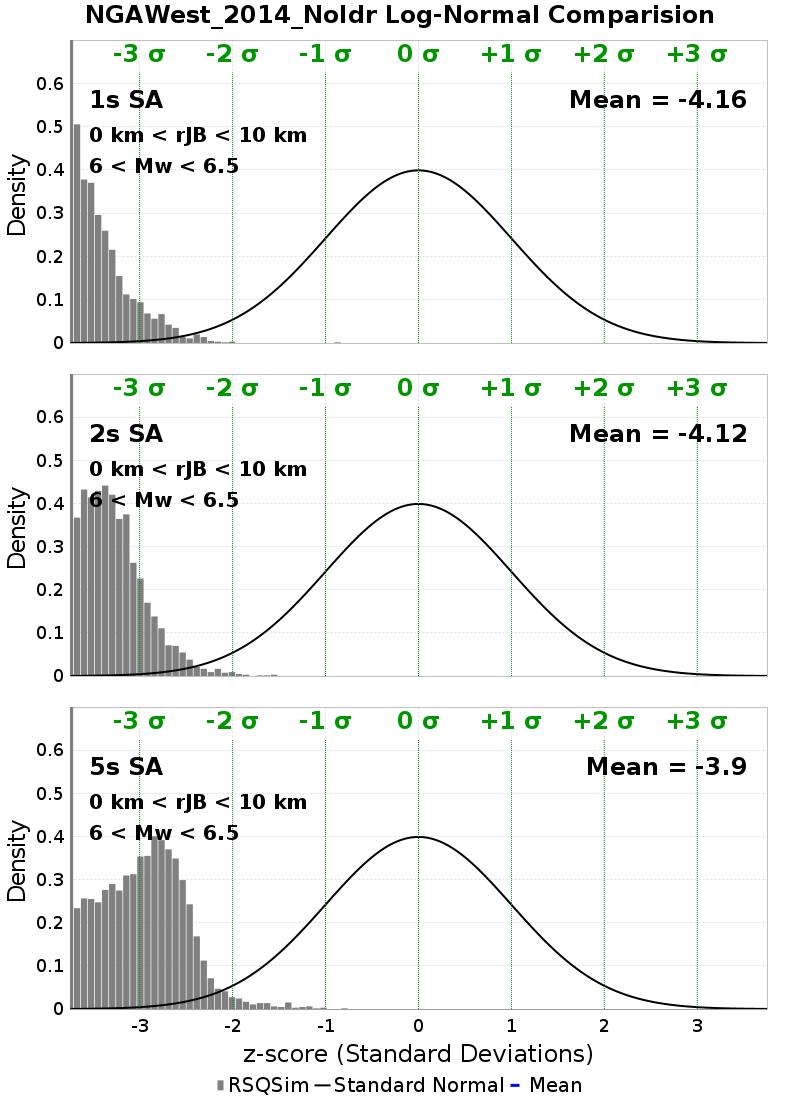 NGAWest_2014_NoIdr Log-Normal Comparision
-3 σ -2 σ -1 σ 0 σ +1 σ +2 σ +3 σ
1s SA
Mean = -4.16
0 km < rJB < 10 km
6 < Mw < 6.5
Density
0.6
0.5
0.4
0.3
0.2
0.1
0
-3 σ -2 σ -1 σ 0 σ +1 σ +2 σ +3 σ
2s SA
Mean = -4.12
0 km < rJB < 10 km
6 < Mw < 6.5
Density
0.6
0.5
0.4
0.3
0.2
0.1
0
-3 σ -2 σ -1 σ 0 σ +1 σ +2 σ +3 σ
5s SA
Mean = -3.9
0 km < rJB < 10 km
6 < Mw < 6.5
Density
0.6
0.5
0.4
0.3
0.2
0.1
0
-3 -2 -1 0 1 2 3
z-score (Standard Deviations)
RSQSim Standard Normal Mean